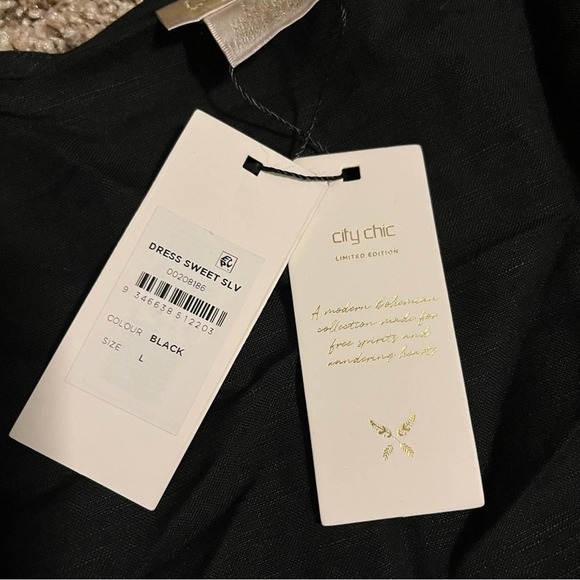 DRESS SWEET SLV
00208186
9 346638 512203
COLOUR BLACK
SIZE L
city chic
LIMITED EDITION
A modern bohemian
collection made for
free spirits and
wandering hearts